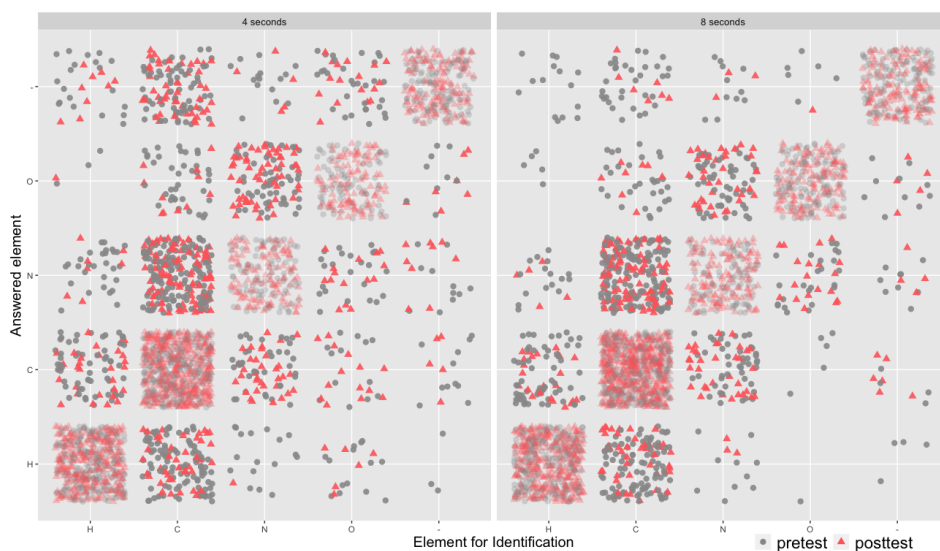 4 seconds 8 seconds
Answered element
-
O
N
C
H
H C N O - H C N O -
Element for Identification
pretest posttest